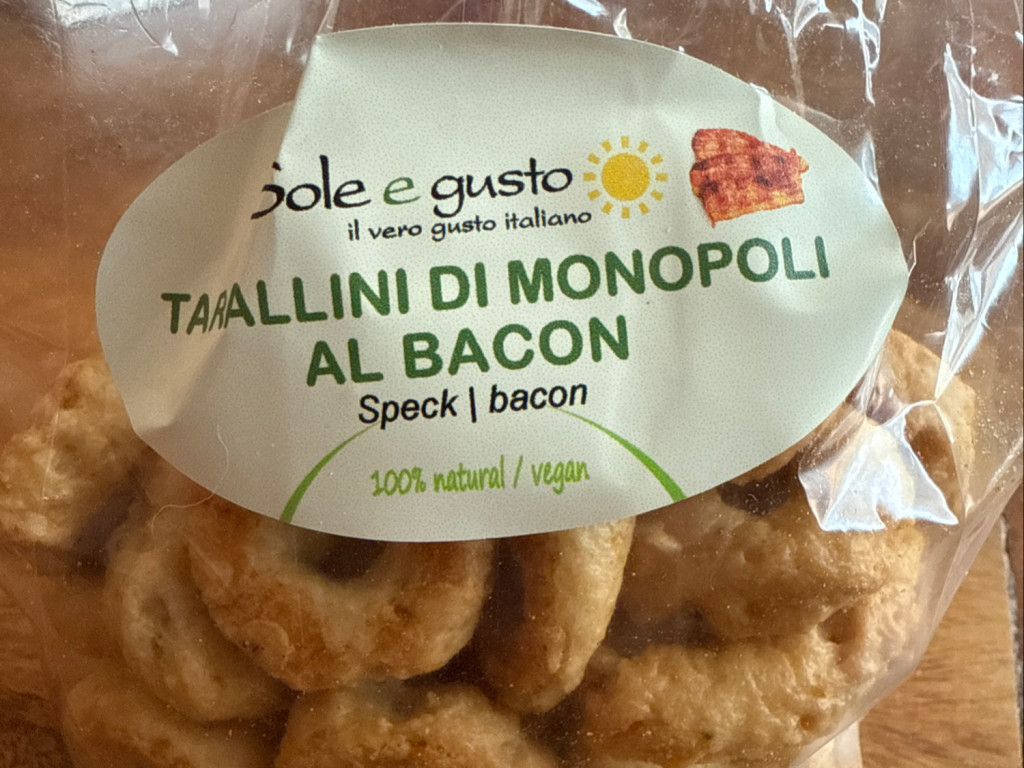 Sole e gusto
il vero gusto italiano
TARALLINI DI MONOPOLI
AL BACON
Speck | bacon
100% natural / vegan